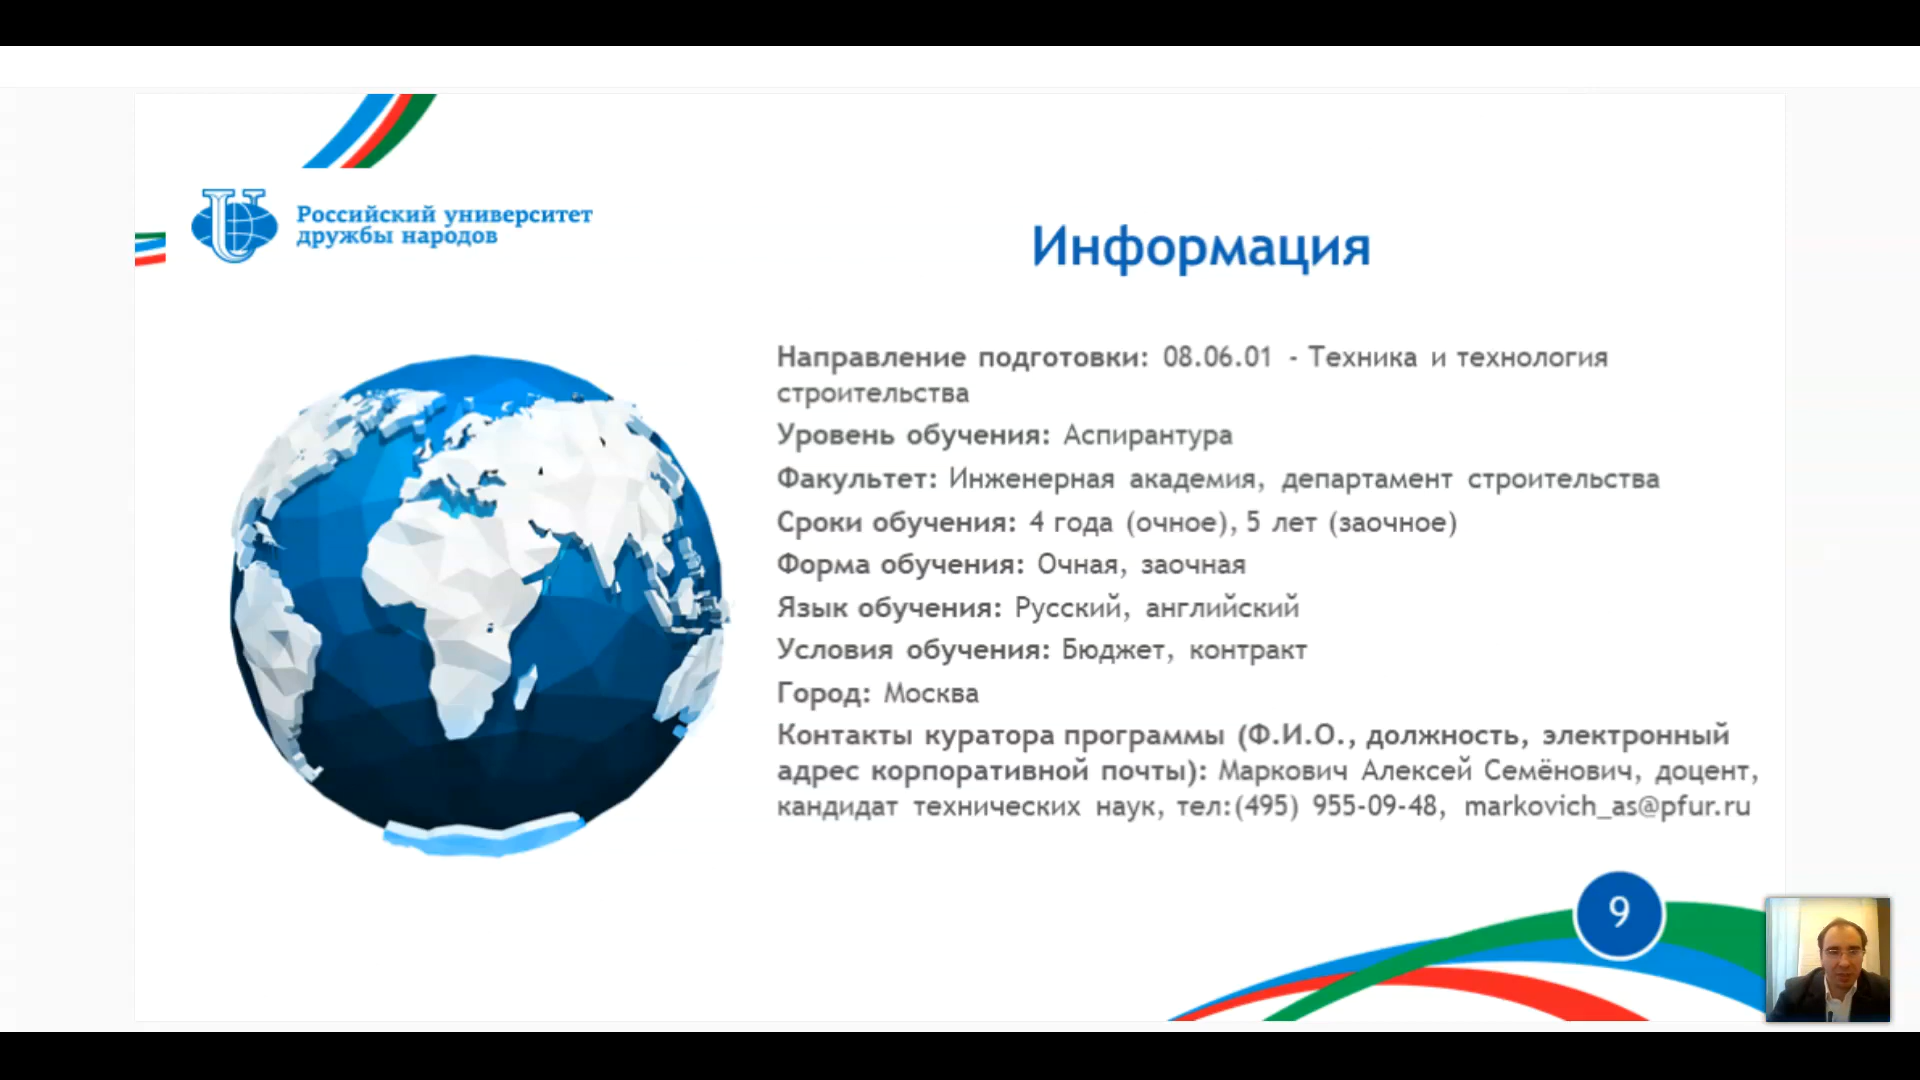 Российский университет
дружбы народов
Информация
Направление подготовки: 08.06.01 - Техника и технология
строительства
Уровень обучения: Аспирантура
Факультет: Инженерная академия, департамент строительства
Сроки обучения: 4 года (очное), 5 лет (заочное)
Форма обучения: Очная, заочная
Язык обучения: Русский, английский
Условия обучения: Бюджет, контракт
Город: Москва
Контакты куратора программы (Ф.И.О., должность, электронный
адрес корпоративной почты): Маркович Алексей Семёнович, доцент,
кандидат технических наук, тел:(495) 955-09-48, markovich_as@pfur.ru
9